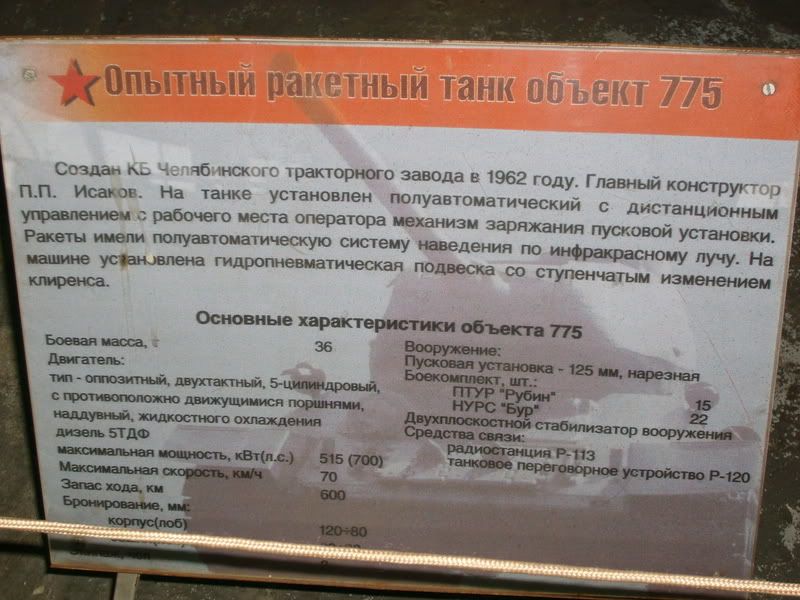 Опытный ракетный танк объект 775
Создан КБ Челябинского тракторного завода в 1962 году. Главный конструктор
П.П. Исаков. На танке установлен полуавтоматический с дистанционным
управлением с рабочего места оператора механизм заряжания пусковой установки.
Ракеты имели полуавтоматическую систему наведения по инфракрасному лучу. На
машине установлена гидропневматическая подвеска со ступенчатым изменением
клиренса.
Основные характеристики объекта 775
Боевая масса, т 36
Двигатель:
тип - оппозитный, двухтактный, 5-цилиндровый,
с противоположно движущимися поршнями,
наддувный, жидкостного охлаждения
дизель 5ТДФ
максимальная мощность, кВт(л.с.) 515 (700)
Максимальная скорость, км/ч 70
Запас хода, км 600
Бронирование, мм:
корпус(лоб) 120÷80
Вооружение:
Пусковая установка - 125 мм, нарезная
Боекомплект, шт.:
ПТУР "Рубин" 15
НУРС "Бур" 22
Двухплоскостной стабилизатор вооружения
Средства связи:
радиостанция Р-113
танковое переговорное устройство Р-120